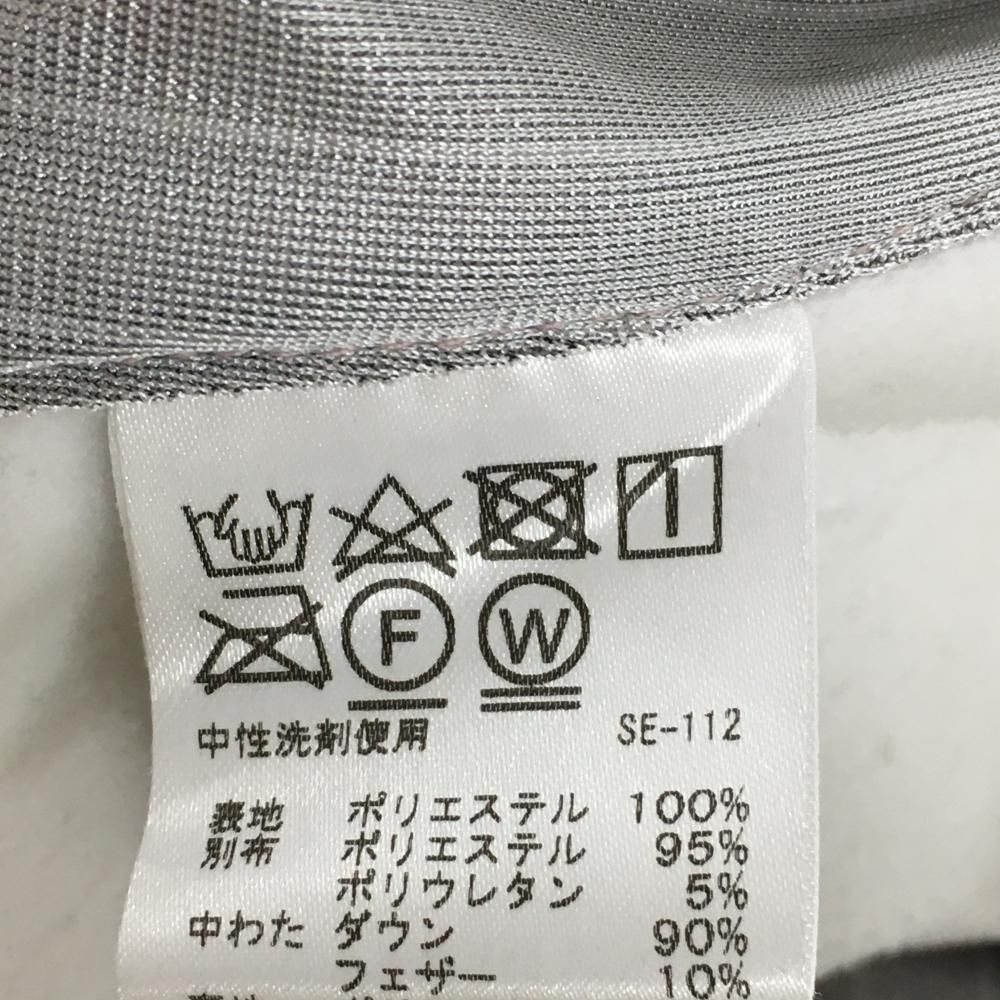 F W
中性洗剤使用 SE-112
表地 ポリエステル 100%
別布 ポリエステル 95%
ポリウレタン 5%
中わた ダウン 90%
フェザー 10%